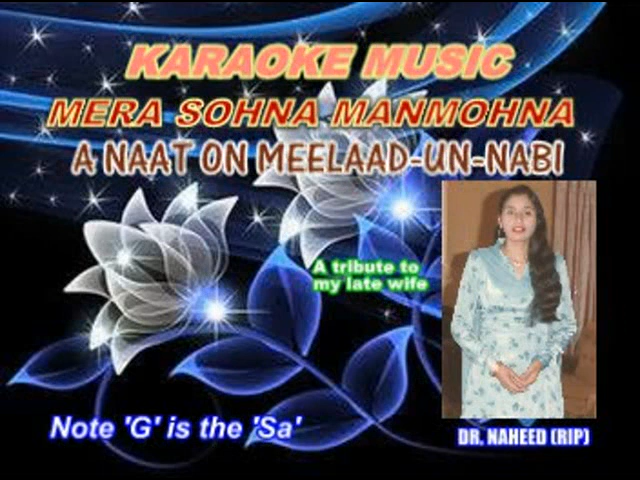 KARAOKE MUSIC
MERA SOHNA MANMOHNA
A NAAT ON MEELAAD-UN-NABI
A tribute to
my late wife
Note 'G' is the 'Sa'
DR. NAHEED (RIP)